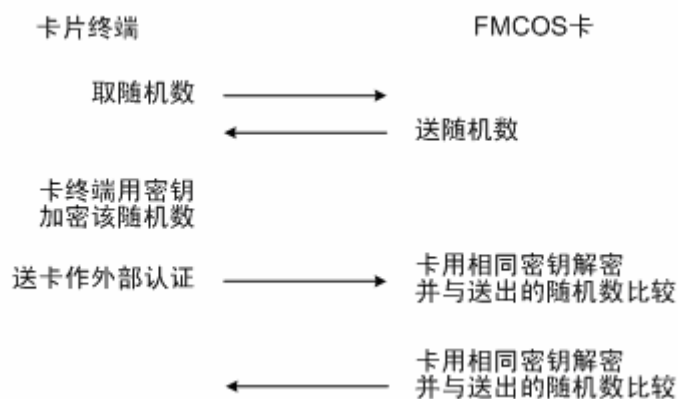 卡片终端 FMCOS卡
取随机数
送随机数
卡终端用密钥
加密该随机数
送卡作外部认证
卡用相同密钥解密
并与送出的随机数比较
卡用相同密钥解密
并与送出的随机数比较